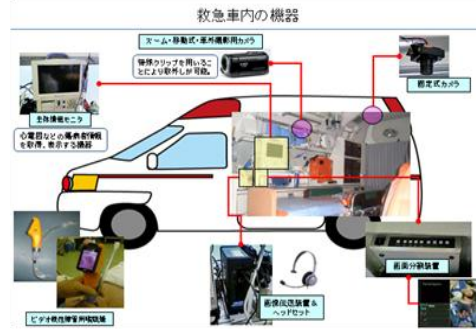 救急車内の機器
ズーム・移動式・車外撮影用カメラ
特殊クリップを用いることにより取外しが可能。
固定式カメラ
生体情報モニタ
心電図などの傷病者情報
を取得、表示する機器
画面分割装置
画像伝送装置&
ヘッドセット
ビデオ硬性挿管用喉頭鏡